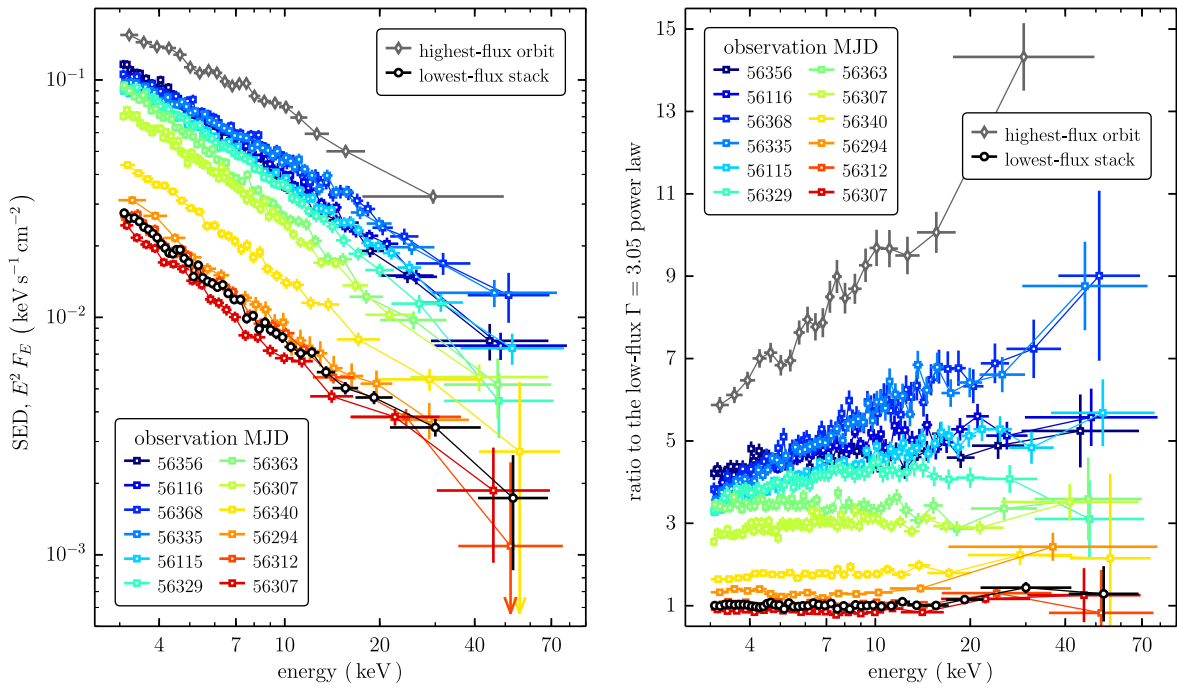 10⁻¹
10⁻²
10⁻³
SED, E² F_E (keV s⁻¹ cm⁻²)
highest-flux orbit
lowest-flux stack
observation MJD
56356 56363
56116 56307
56368 56340
56335 56294
56115 56312
56329 56307
4 7 10 20 40 70
energy (keV)
15
13
11
9
7
5
3
1
ratio to the low-flux Γ = 3.05 power law
observation MJD
56356 56363
56116 56307
56368 56340
56335 56294
56115 56312
56329 56307
highest-flux orbit
lowest-flux stack
4 7 10 20 40 70
energy (keV)